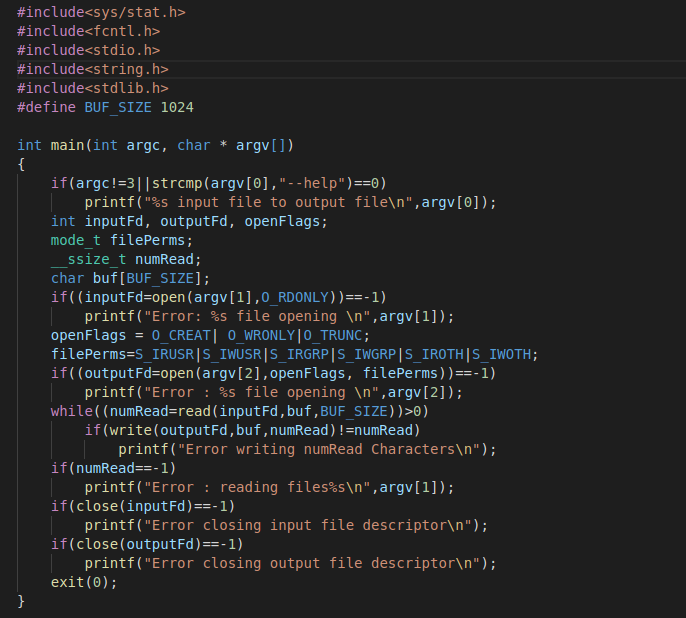 #include<sys/stat.h>
#include<fcntl.h>
#include<stdio.h>
#include<string.h>
#include<stdlib.h>
#define BUF_SIZE 1024
int main(int argc, char * argv[])
{
if(argc!=3||strcmp(argv[0],"--help")==0)
printf("%s input file to output file\n",argv[0]);
int inputFd, outputFd, openFlags;
mode_t filePerms;
__ssize_t numRead;
char buf[BUF_SIZE];
if((inputFd=open(argv[1],O_RDONLY))==-1)
printf("Error: %s file opening \n",argv[1]);
openFlags = O_CREAT| O_WRONLY|O_TRUNC;
filePerms=S_IRUSR|S_IWUSR|S_IRGRP|S_IWGRP|S_IROTH|S_IWOTH;
if((outputFd=open(argv[2],openFlags, filePerms))==-1)
printf("Error : %s file opening \n",argv[2]);
while((numRead=read(inputFd,buf,BUF_SIZE))>0)
if(write(outputFd,buf,numRead)!=numRead)
printf("Error writing numRead Characters\n");
if(numRead==-1)
printf("Error : reading files%s\n",argv[1]);
if(close(inputFd)==-1)
printf("Error closing input file descriptor\n");
if(close(outputFd)==-1)
printf("Error closing output file descriptor\n");
exit(0);
}